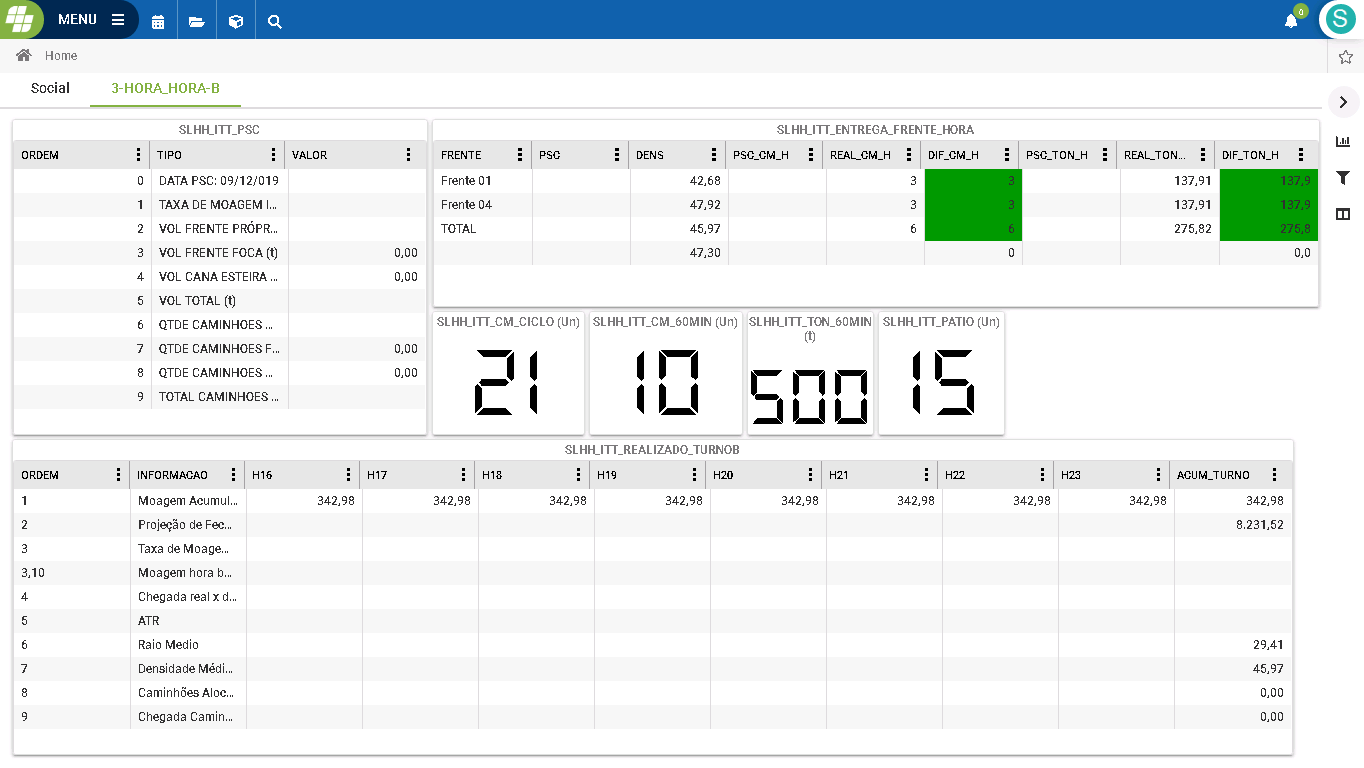 MENU
0
S
Home
Social 3-HORA_HORA-B
SLHH_ITT_PSC
ORDEM TIPO VALOR
0 DATA PSC: 09/12/019
1 TAXA DE MOAGEM I...
2 VOL FRENTE PRÓPR...
3 VOL FRENTE FOCA (t) 0,00
4 VOL CANA ESTEIRA ... 0,00
5 VOL TOTAL (t)
6 QTDE CAMINHOES ...
7 QTDE CAMINHOES F... 0,00
8 QTDE CAMINHOES ... 0,00
9 TOTAL CAMINHOES ...
SLHH_ITT_ENTREGA_FRENTE_HORA
FRENTE PSC DENS PSC_CM_H REAL_CM_H DIF_CM_H PSC_TON_H REAL_TON... DIF_TON_H
Frente 01 42,68 3 3 137,91 137,9
Frente 04 47,92 3 3 137,91 137,9
TOTAL 45,97 6 6 275,82 275,8
47,30 0 0,0
SLHH_ITT_CM_CICLO (Un)
21
SLHH_ITT_CM_60MIN (Un)
10
SLHH_ITT_TON_60MIN
(t)
500
SLHH_ITT_PATIO (Un)
15
SLHH_ITT_REALIZADO_TURNOB
ORDEM INFORMACAO H16 H17 H18 H19 H20 H21 H22 H23 ACUM_TURNO
1 Moagem Acumul... 342,98 342,98 342,98 342,98 342,98 342,98 342,98 342,98 342,98
2 Projeção de Fec... 8.231,52
3 Taxa de Moage...
3,10 Moagem hora b...
4 Chegada real x d...
5 ATR
6 Raio Medio 29,41
7 Densidade Médi... 45,97
8 Caminhões Aloc... 0,00
9 Chegada Camin... 0,00